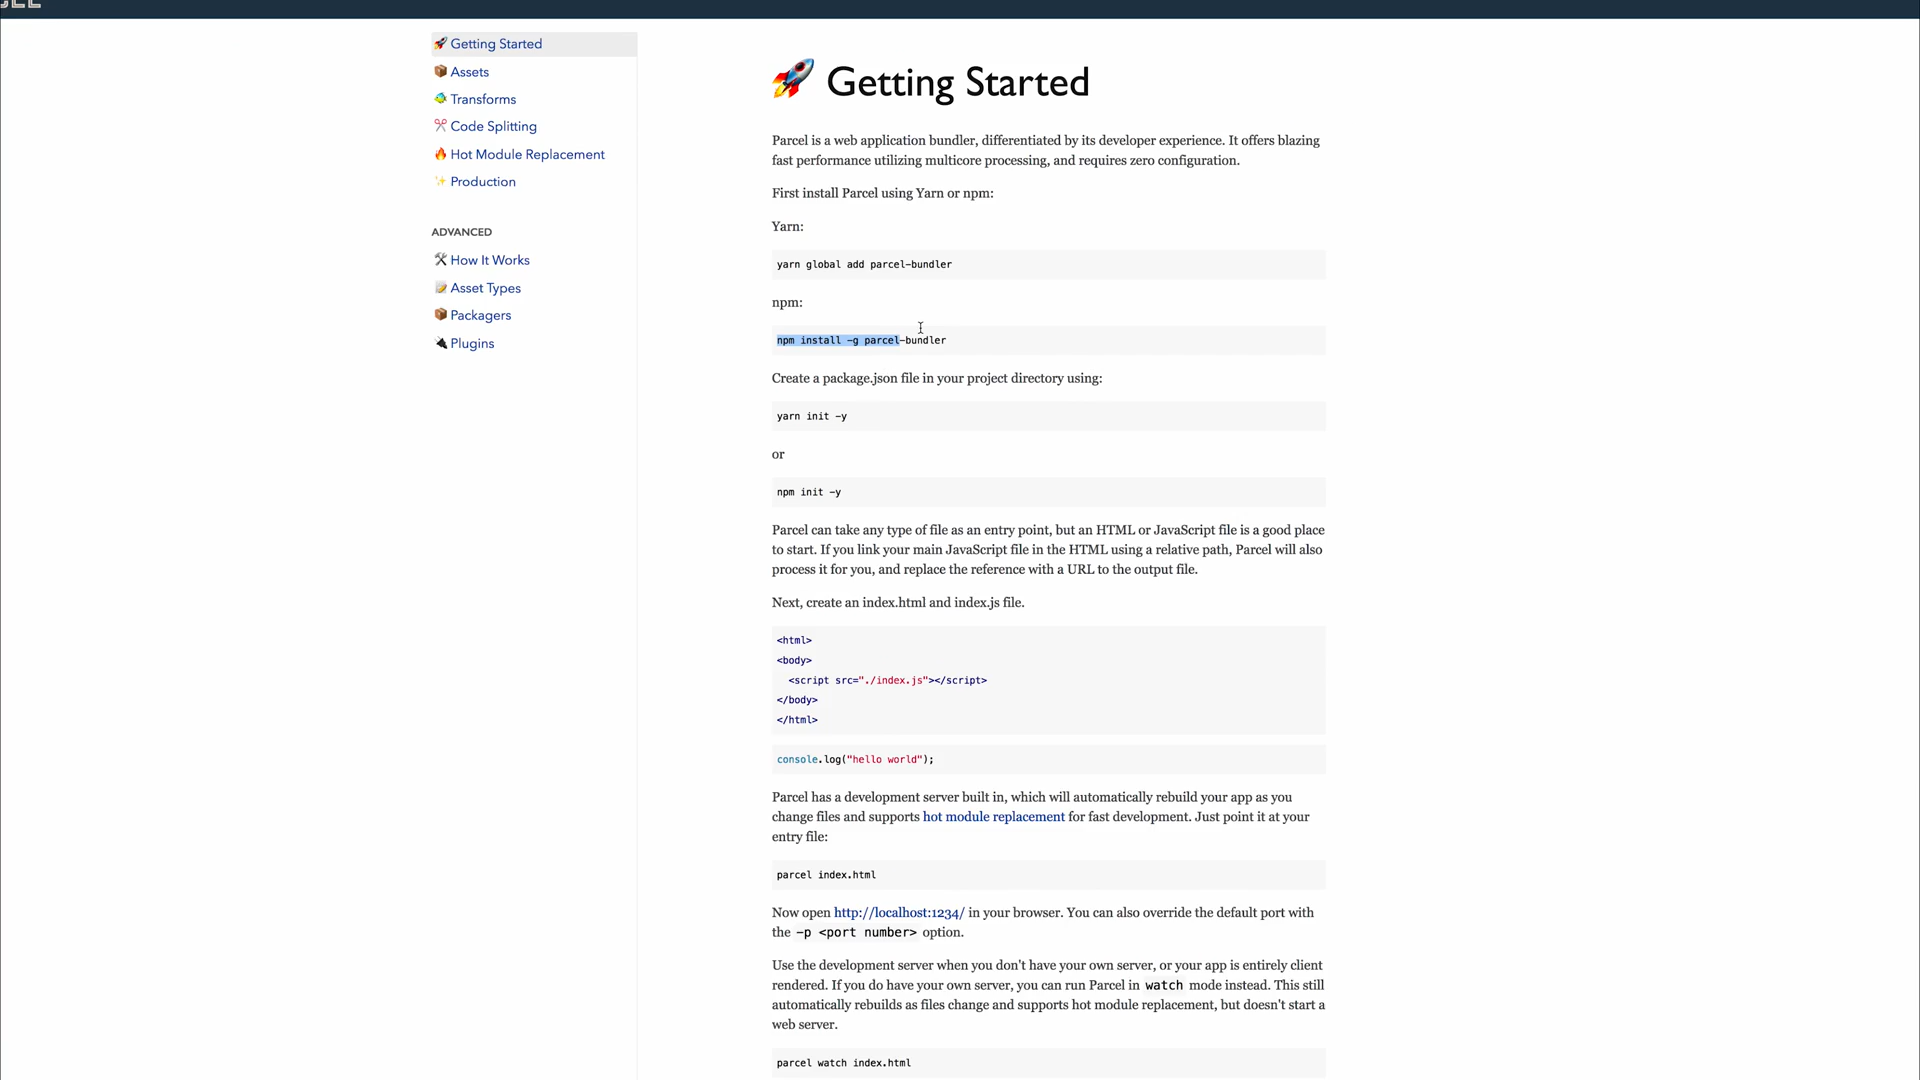 Getting Started
Assets
Transforms
Code Splitting
Hot Module Replacement
Production
ADVANCED
How It Works
Asset Types
Packagers
Plugins
Getting Started
Parcel is a web application bundler, differentiated by its developer experience. It offers blazing
fast performance utilizing multicore processing, and requires zero configuration.
First install Parcel using Yarn or npm:
Yarn:
yarn global add parcel-bundler
npm:
npm install -g parcel-bundler
Create a package.json file in your project directory using:
yarn init -y
or
npm init -y
Parcel can take any type of file as an entry point, but an HTML or JavaScript file is a good place
to start. If you link your main JavaScript file in the HTML using a relative path, Parcel will also
process it for you, and replace the reference with a URL to the output file.
Next, create an index.html and index.js file.
<html>
<body>
<script src="./index.js"></script>
</body>
</html>
console.log("hello world");
Parcel has a development server built in, which will automatically rebuild your app as you
change files and supports hot module replacement for fast development. Just point it at your
entry file:
parcel index.html
Now open http://localhost:1234/ in your browser. You can also override the default port with
the -p <port number> option.
Use the development server when you don't have your own server, or your app is entirely client
rendered. If you do have your own server, you can run Parcel in watch mode instead. This still
automatically rebuilds as files change and supports hot module replacement, but doesn't start a
web server.
parcel watch index.html